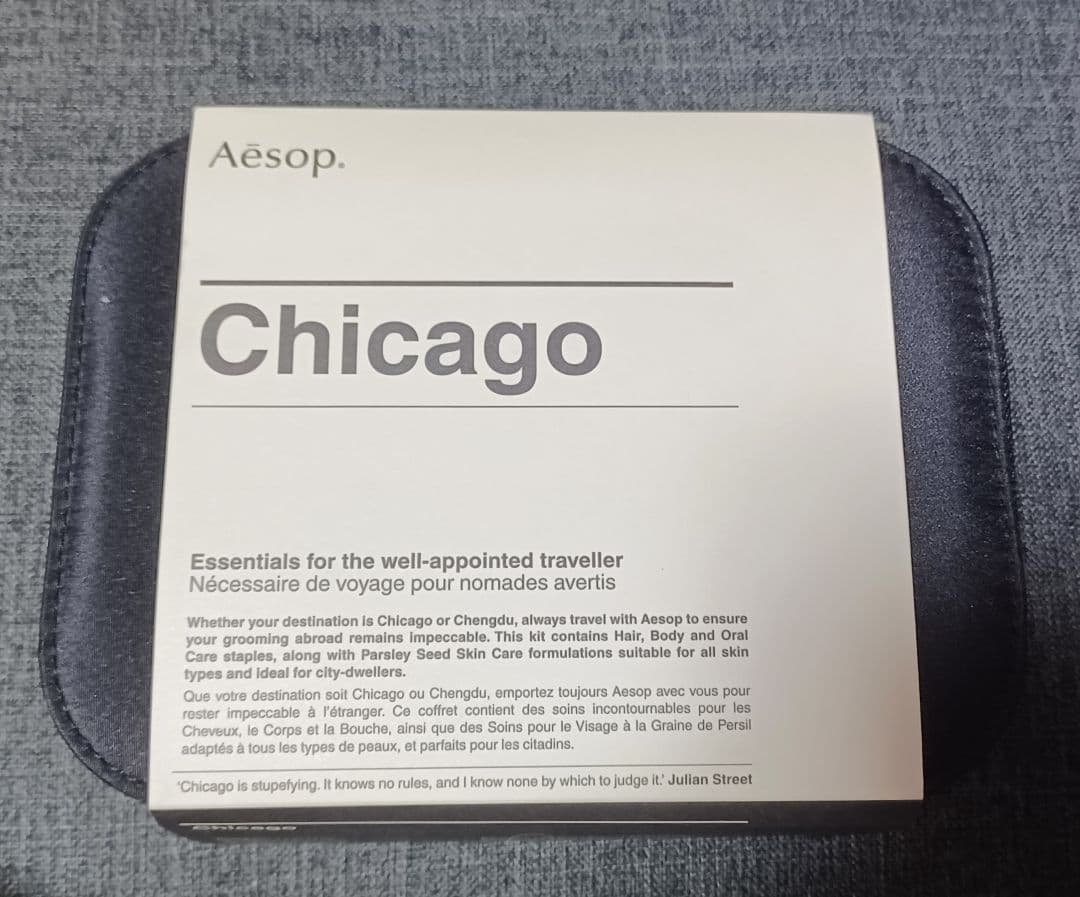 Aēsop.
Chicago
Essentials for the well-appointed traveller
Nécessaire de voyage pour nomades avertis
Whether your destination is Chicago or Chengdu, always travel with Aesop to ensure
your grooming abroad remains impeccable. This kit contains Hair, Body and Oral
Care staples, along with Parsley Seed Skin Care formulations suitable for all skin
types and ideal for city-dwellers.
Que votre destination soit Chicago ou Chengdu, emportez toujours Aesop avec vous pour
rester impeccable à l'étranger. Ce coffret contient des soins incontournables pour les
Cheveux, le Corps et la Bouche, ainsi que des Soins pour le Visage à la Graine de Persil
adaptés à tous les types de peaux, et parfaits pour les citadins.
'Chicago is stupefying. It knows no rules, and I know none by which to judge it.' Julian Street
Chicago